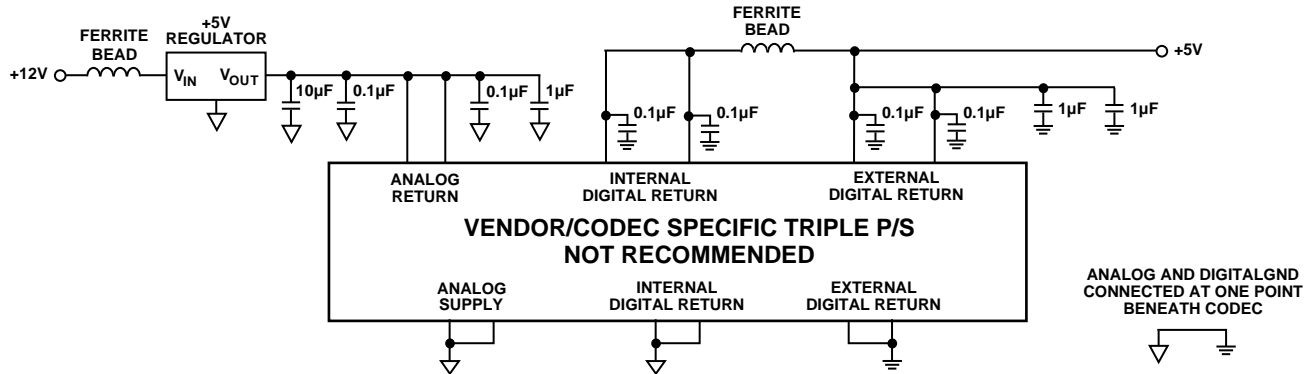 FERRITE
BEAD
+5V
REGULATOR
+12V
VIN
VOUT
10µF
0.1µF
0.1µF
1µF
FERRITE
BEAD
+5V
0.1µF
0.1µF
0.1µF
0.1µF
1µF
1µF
ANALOG
RETURN
INTERNAL
DIGITAL RETURN
EXTERNAL
DIGITAL RETURN
VENDOR/CODEC SPECIFIC TRIPLE P/S
NOT RECOMMENDED
ANALOG
SUPPLY
INTERNAL
DIGITAL RETURN
EXTERNAL
DIGITAL RETURN
ANALOG AND DIGITALGND
CONNECTED AT ONE POINT
BENEATH CODEC